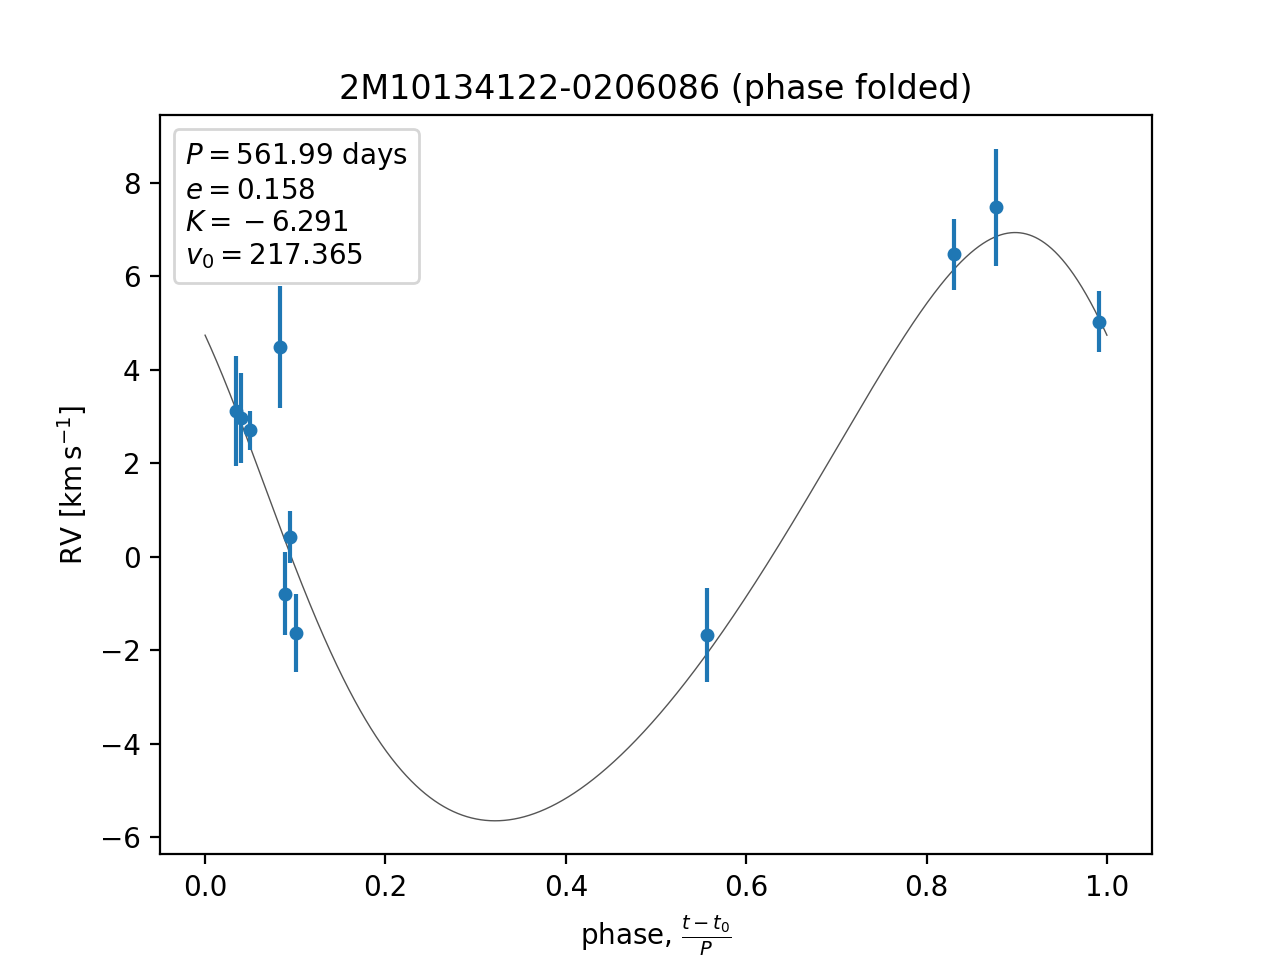 2M10134122-0206086 (phase folded)
P = 561.99 days
e = 0.158
K = −6.291
v₀ = 217.365
8
6
4
2
0
−2
−4
−6
RV [km s⁻¹]
0.0 0.2 0.4 0.6 0.8 1.0
phase, (t − t₀)/P